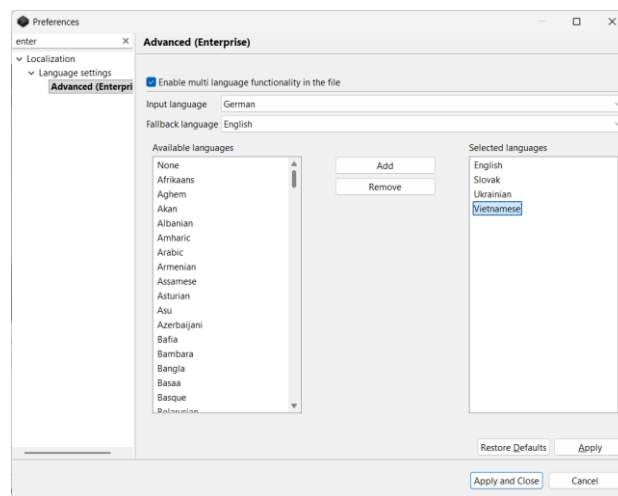 Preferences
enter
Localization
Language settings
Advanced (Enterpri
Advanced (Enterprise)
Enable multi language functionality in the file
Input language German
Fallback language English
Available languages
None
Afrikaans
Aghem
Akan
Albanian
Amharic
Arabic
Armenian
Assamese
Asturian
Asu
Azerbaijani
Bafia
Bambara
Bangla
Basaa
Basque
Belarusian
Add
Remove
Selected languages
English
Slovak
Ukrainian
Vietnamese
Restore Defaults
Apply
Apply and Close
Cancel